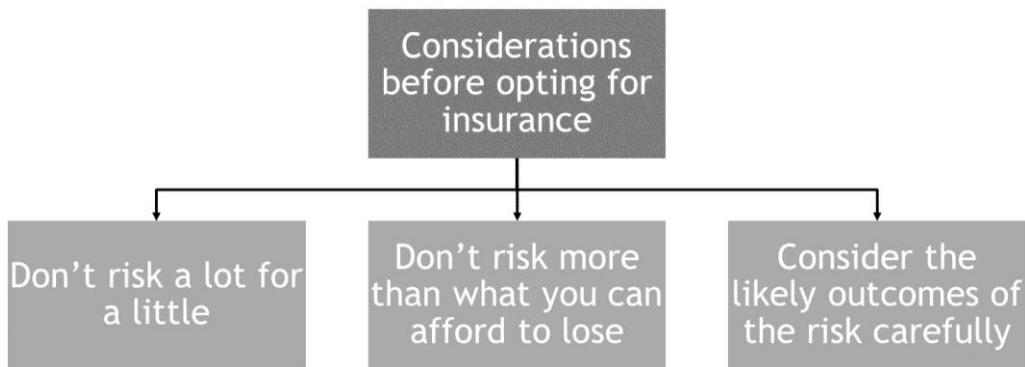 Considerations
before opting for
insurance
Don’t risk a lot for
a little
Don’t risk more
than what you can
afford to lose
Consider the
likely outcomes of
the risk carefully